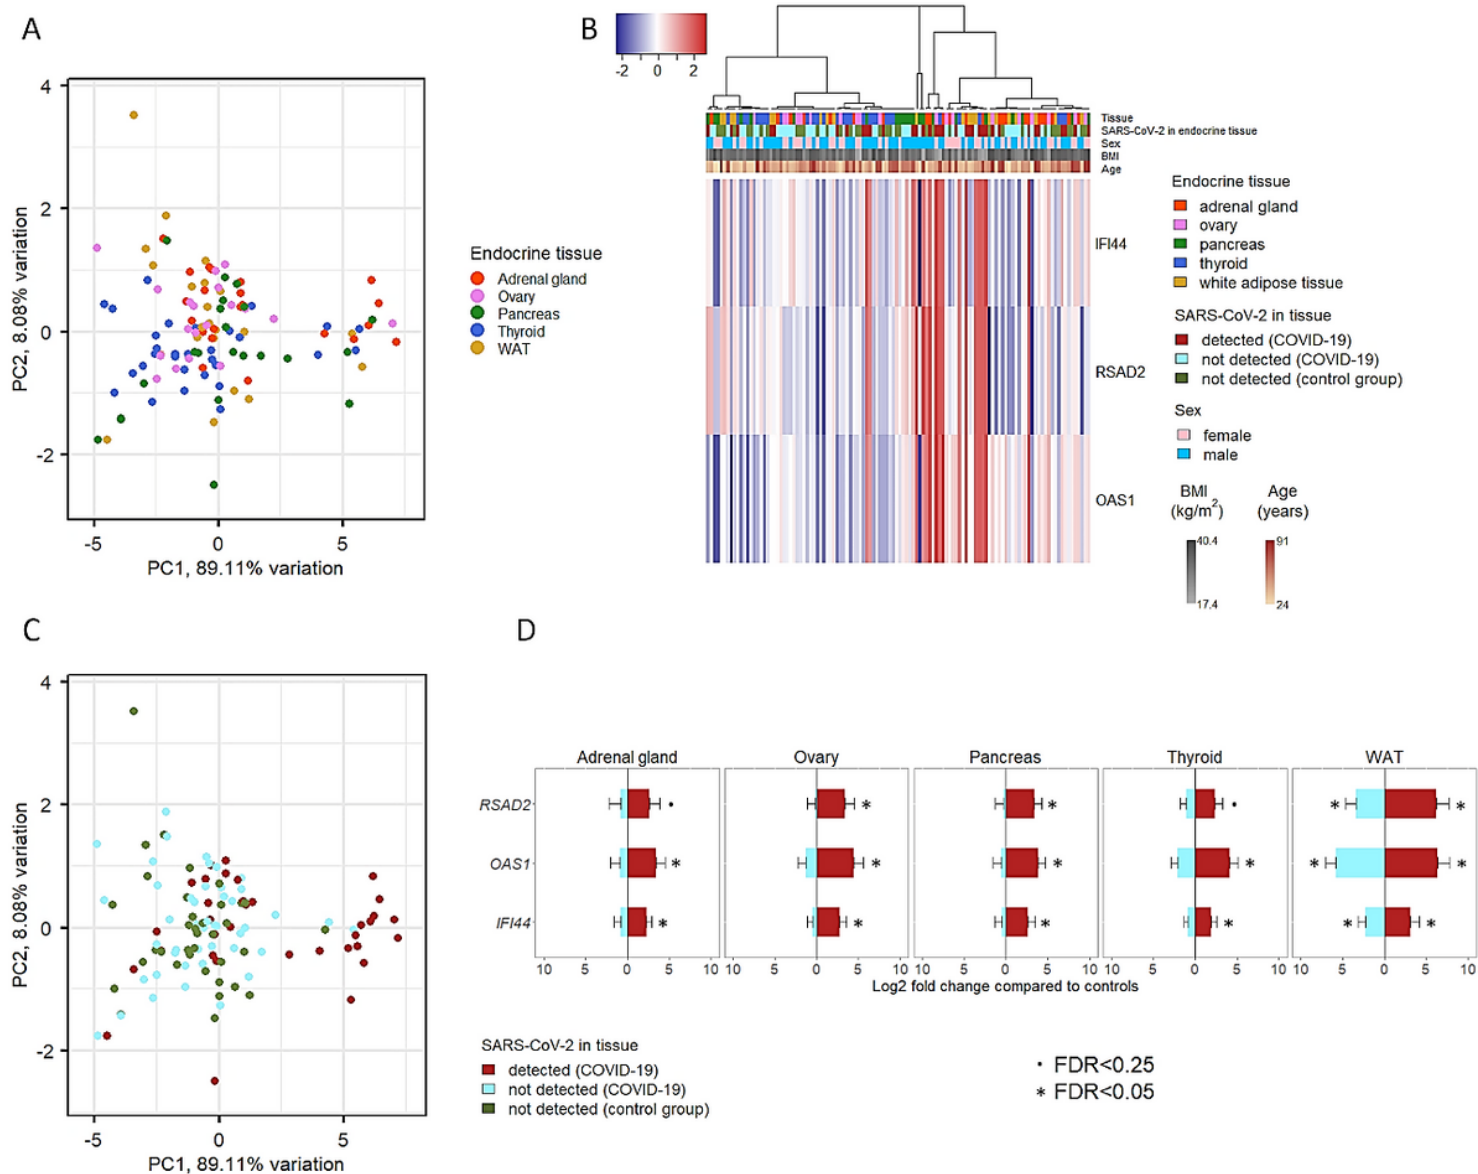 A
4
2
0
-2
-5
0
5
PC2, 8.08% variation
PC1, 89.11% variation
Endocrine tissue
Adrenal gland
Ovary
Pancreas
Thyroid
WAT
B
-2
0
2
Tissue
SARS-CoV-2 in endocrine tissue
Sex
BMI
Age
IFI44
RSAD2
OAS1
Endocrine tissue
adrenal gland
ovary
pancreas
thyroid
white adipose tissue
SARS-CoV-2 in tissue
detected (COVID-19)
not detected (COVID-19)
not detected (control group)
Sex
female
male
BMI
(kg/m²)
40.4
17.4
Age
(years)
91
24
C
4
2
0
-2
-5
0
5
PC2, 8.08% variation
PC1, 89.11% variation
D
Adrenal gland
Ovary
Pancreas
Thyroid
WAT
RSAD2
•
*
*
•
*
*
OAS1
*
*
*
*
*
*
IFI44
*
*
*
*
*
*
10 5 0 5 10
10 5 0 5 10
10 5 0 5 10
10 5 0 5 10
10 5 0 5 10
Log2 fold change compared to controls
SARS-CoV-2 in tissue
detected (COVID-19)
not detected (COVID-19)
not detected (control group)
• FDR<0.25
* FDR<0.05